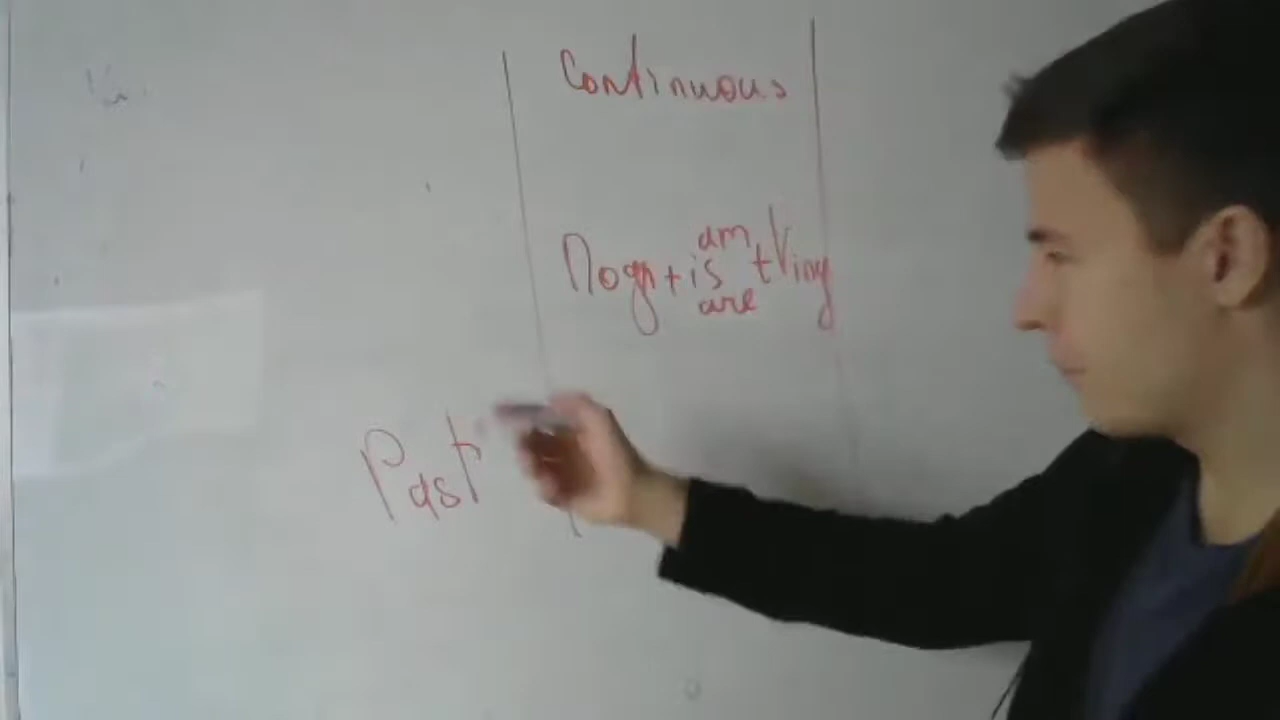 Continuous
am
Подл + is + Ving
are
Past